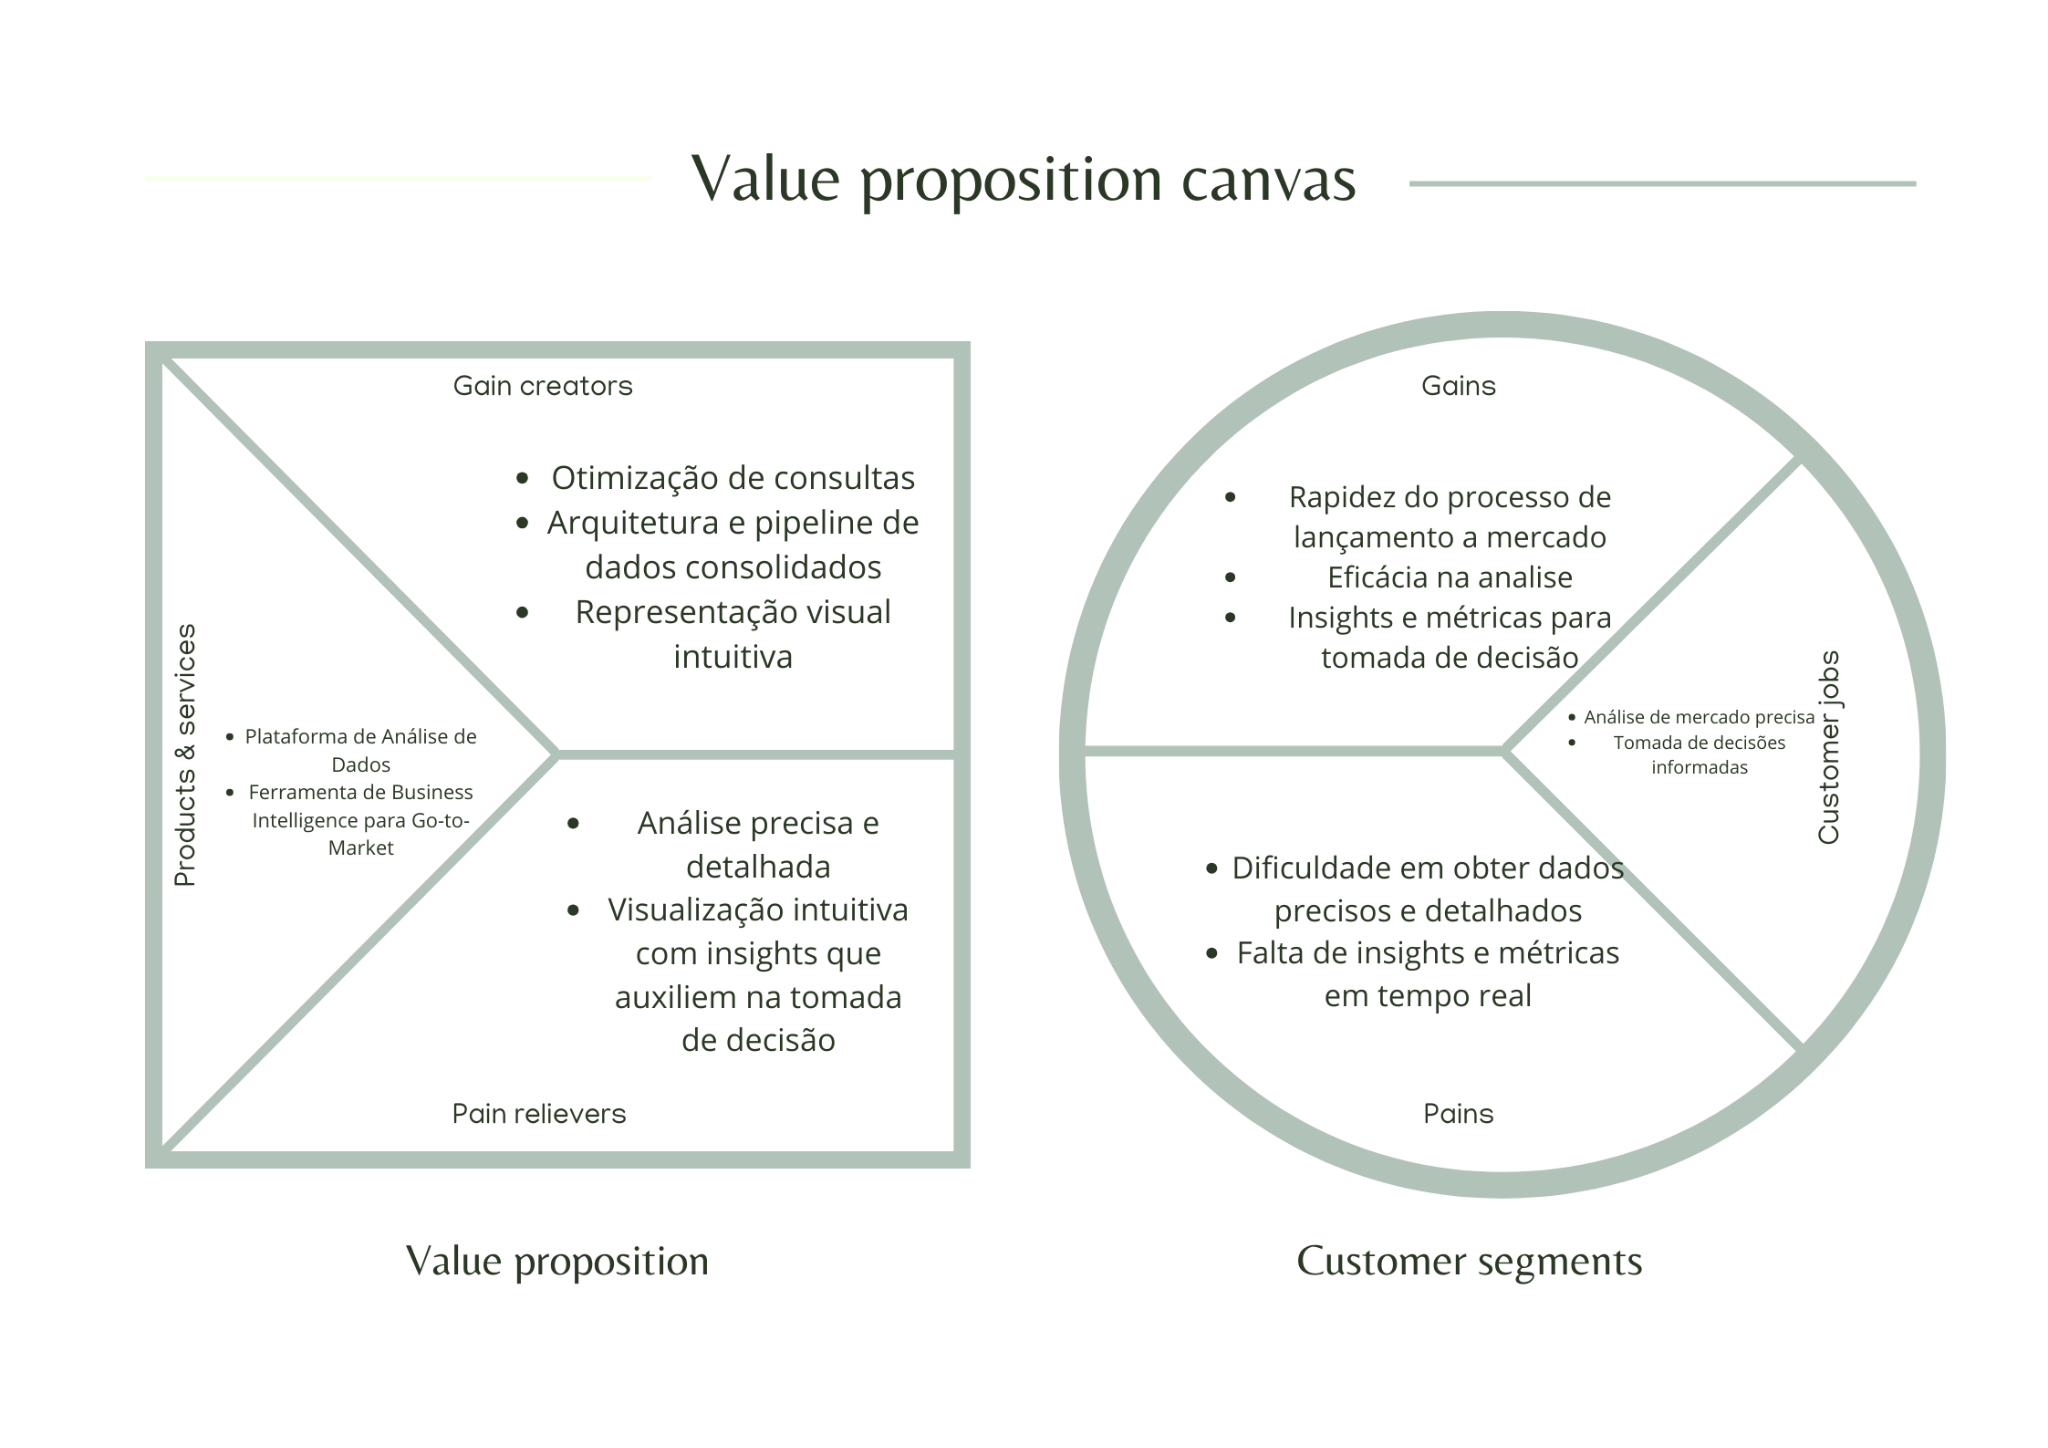 Value proposition canvas
Gain creators
• Otimização de consultas
• Arquitetura e pipeline de
dados consolidados
• Representação visual
intuitiva
Products & services
• Plataforma de Análise de
Dados
• Ferramenta de Business
Intelligence para Go-to-
Market
• Análise precisa e
detalhada
• Visualização intuitiva
com insights que
auxiliem na tomada
de decisão
Pain relievers
Value proposition
Gains
• Rapidez do processo de
lançamento a mercado
• Eficácia na analise
• Insights e métricas para
tomada de decisão
Customer jobs
• Análise de mercado precisa
• Tomada de decisões
informadas
• Dificuldade em obter dados
precisos e detalhados
• Falta de insights e métricas
em tempo real
Pains
Customer segments